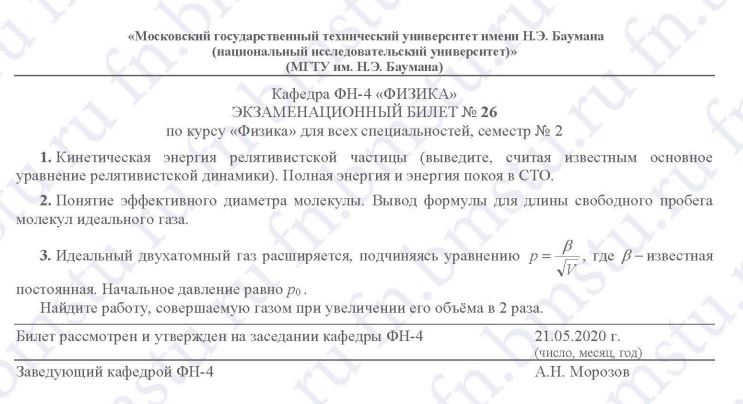 «Московский государственный технический университет имени Н.Э. Баумана
(национальный исследовательский университет)»
(МГТУ им. Н.Э. Баумана)
Кафедра ФН-4 «ФИЗИКА»
ЭКЗАМЕНАЦИОННЫЙ БИЛЕТ № 26
по курсу «Физика» для всех специальностей, семестр № 2
1. Кинетическая энергия релятивистской частицы (выведите, считая известным основное
уравнение релятивистской динамики). Полная энергия и энергия покоя в СТО.
2. Понятие эффективного диаметра молекулы. Вывод формулы для длины свободного пробега
молекул идеального газа.
3. Идеальный двухатомный газ расширяется, подчиняясь уравнению p = β/√V, где β – известная
постоянная. Начальное давление равно p₀.
Найдите работу, совершаемую газом при увеличении его объёма в 2 раза.
Билет рассмотрен и утвержден на заседании кафедры ФН-4 21.05.2020 г.
(число, месяц, год)
Заведующий кафедрой ФН-4 А.Н. Морозов
fn.bmstu.ru